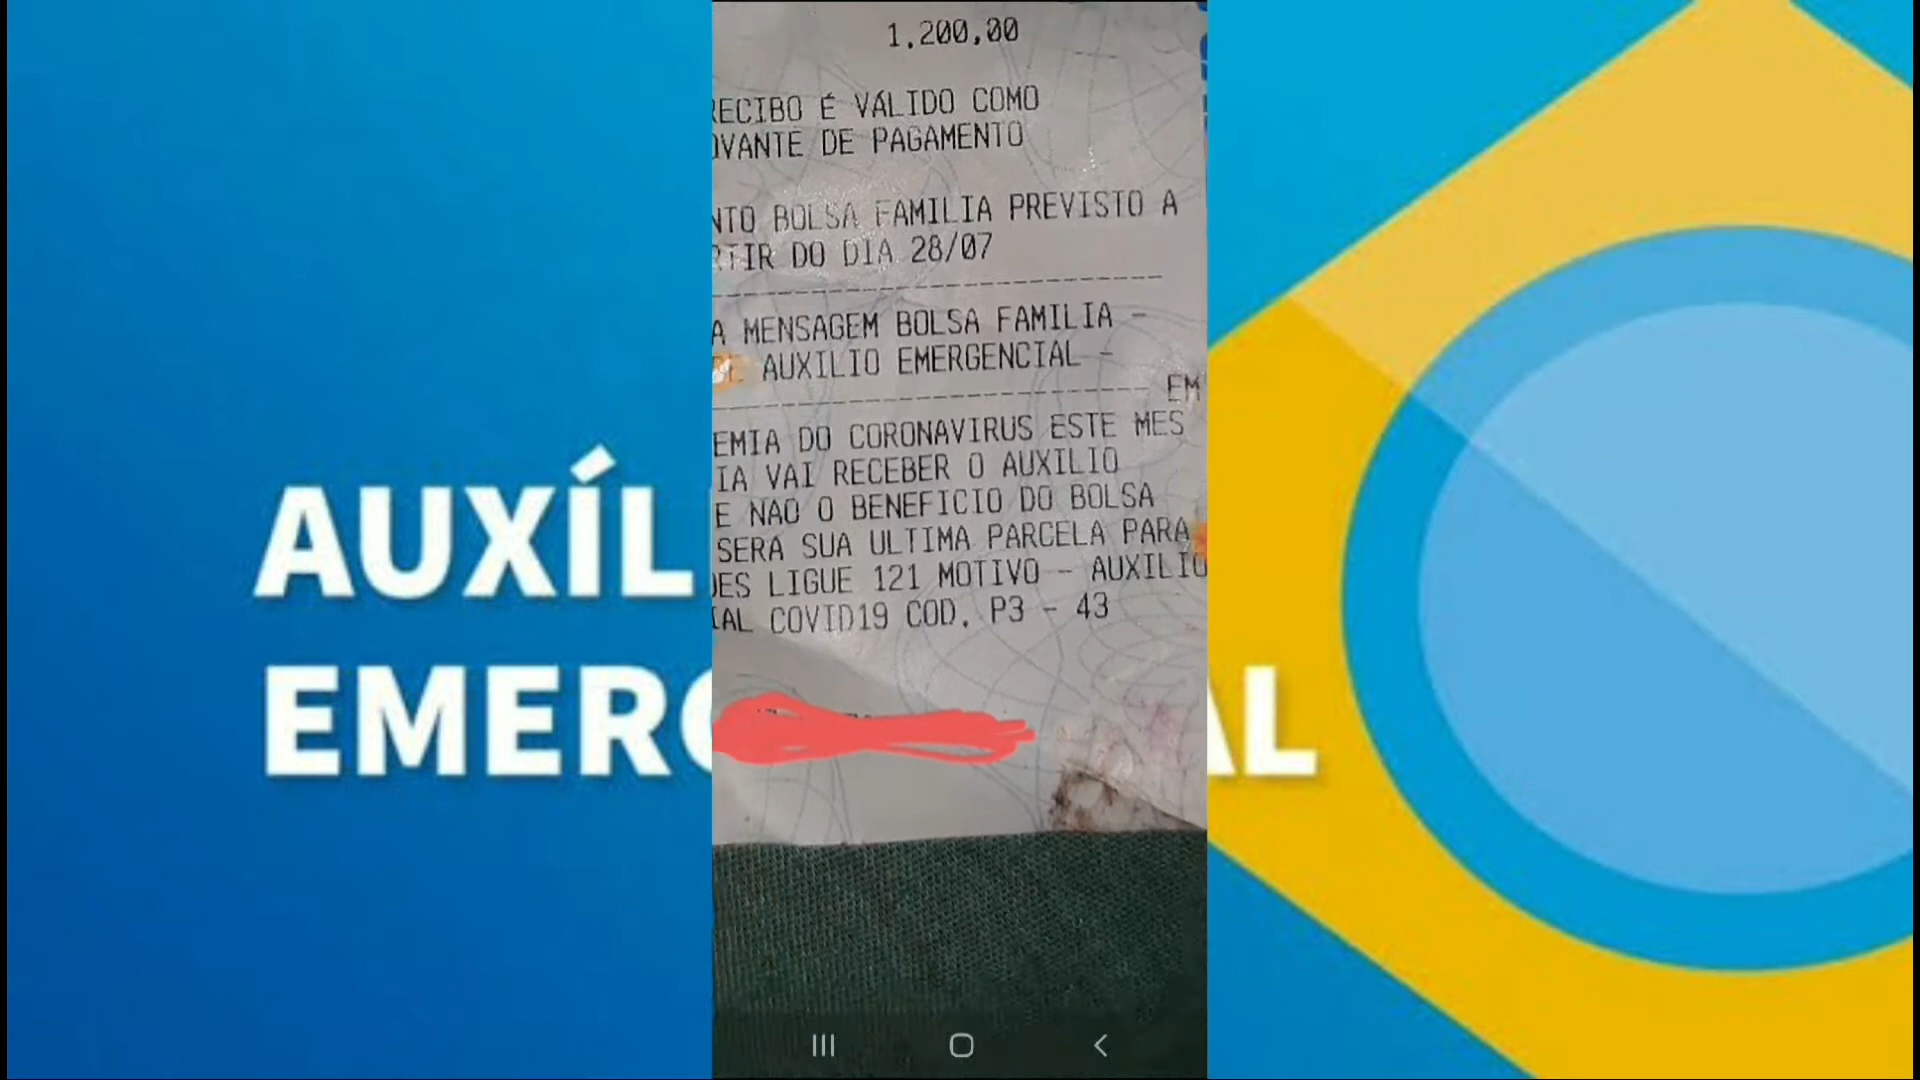 1.200,00
RECIBO É VÁLIDO COMO
OVANTE DE PAGAMENTO
NTO BOLSA FAMILIA PREVISTO A
RTIR DO DIA 28/07
A MENSAGEM BOLSA FAMILIA -
AUXILIO EMERGENCIAL -
EM
EMIA DO CORONAVIRUS ESTE MES
IA VAI RECEBER O AUXILIO
E NAO O BENEFICIO DO BOLSA
SERA SUA ULTIMA PARCELA PARA
ES LIGUE 121 MOTIVO - AUXILIO
IAL COVID19 COD. P3 - 43
AUXÍL
EMERG AL